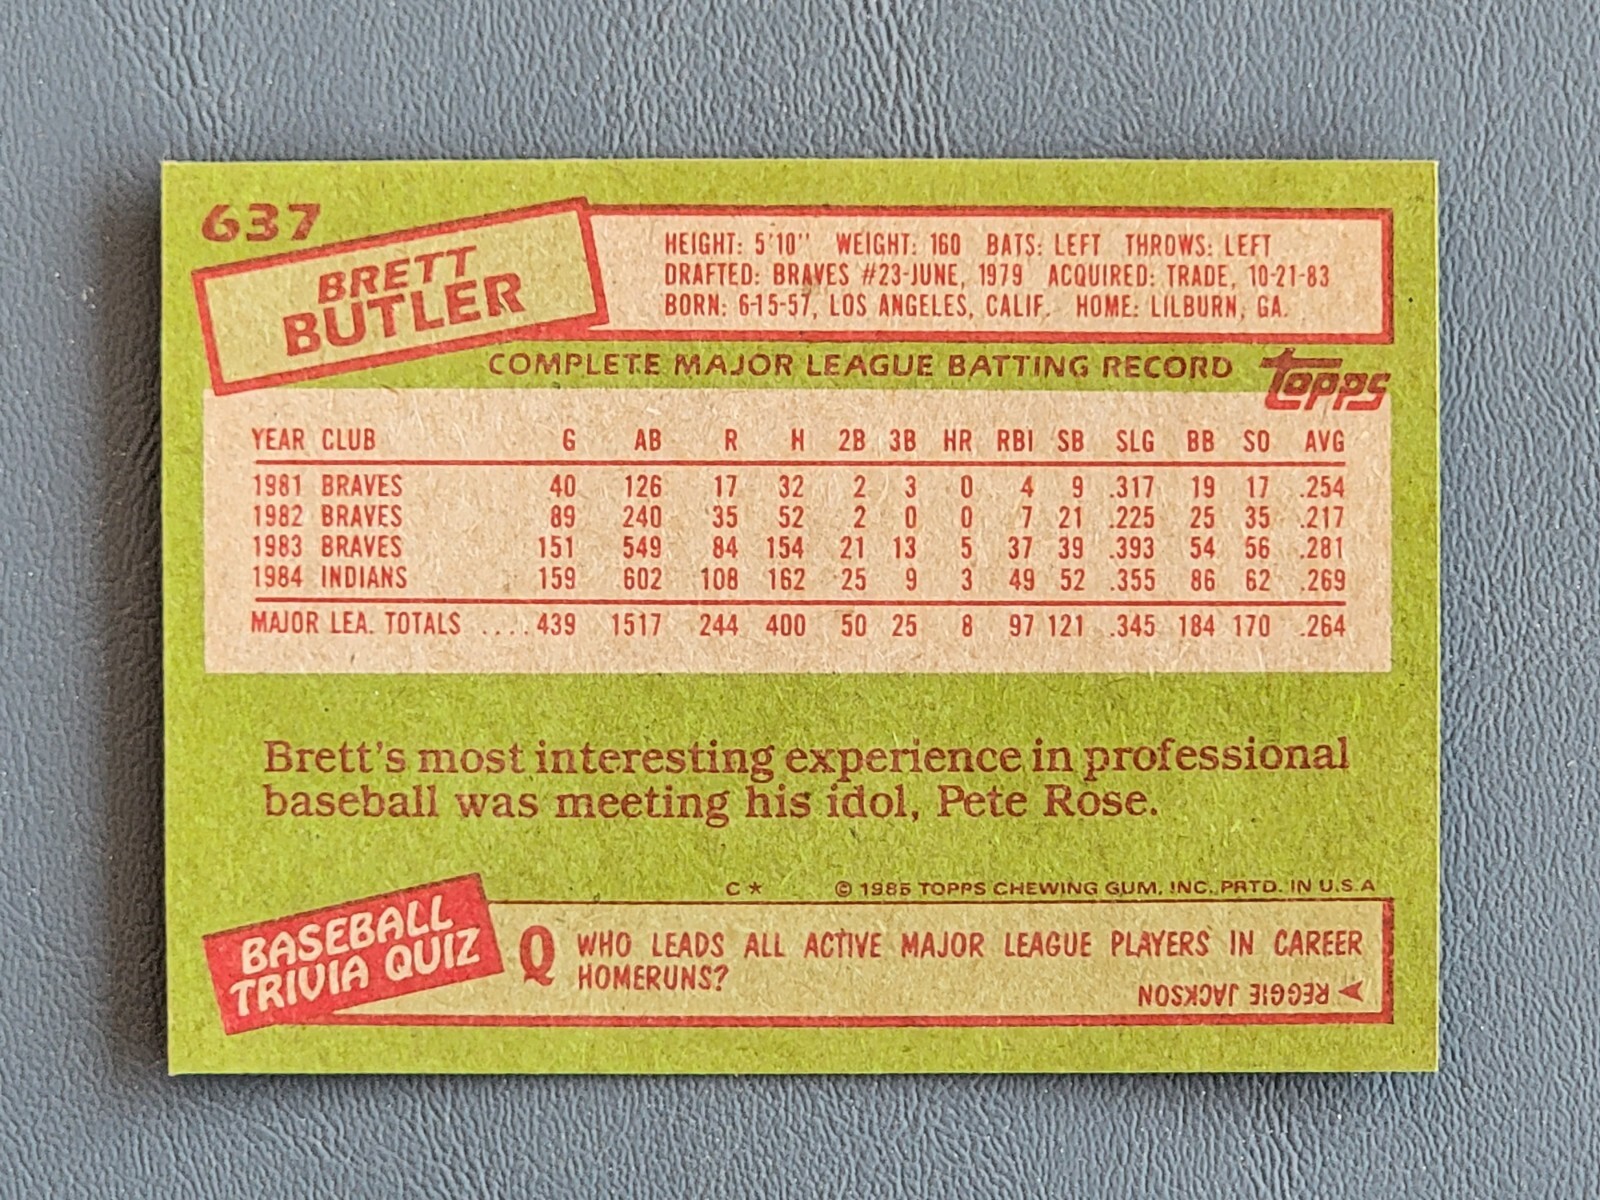 637
BRETT
BUTLER
HEIGHT: 5'10" WEIGHT: 160 BATS: LEFT THROWS: LEFT
DRAFTED: BRAVES #23-JUNE, 1979 ACQUIRED: TRADE, 10-21-83
BORN: 6-15-57, LOS ANGELES, CALIF. HOME: LILBURN, GA.
COMPLETE MAJOR LEAGUE BATTING RECORD
Topps
YEAR CLUB G AB R H 2B 3B HR RBI SB SLG BB SO AVG
1981 BRAVES 40 126 17 32 2 3 0 4 9 .317 19 17 .254
1982 BRAVES 89 240 35 52 2 0 0 7 21 .225 25 35 .217
1983 BRAVES 151 549 84 154 21 13 5 37 39 .393 54 56 .281
1984 INDIANS 159 602 108 162 25 9 3 49 52 .355 86 62 .269
MAJOR LEA. TOTALS .... 439 1517 244 400 50 25 8 97 121 .345 184 170 .264
Brett's most interesting experience in professional
baseball was meeting his idol, Pete Rose.
C * © 1985 TOPPS CHEWING GUM, INC. PRTD. IN U.S.A
BASEBALL
TRIVIA QUIZ
Q WHO LEADS ALL ACTIVE MAJOR LEAGUE PLAYERS IN CAREER
HOMERUNS?
REGGIE JACKSON